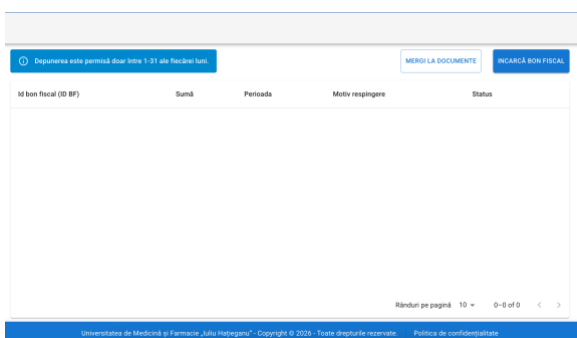 Depunerea este permisă doar între 1-31 ale fiecărei luni.
MERGI LA DOCUMENTE
INCARCĂ BON FISCAL
Id bon fiscal (ID BF) Sumă Perioada Motiv respingere Status
Rânduri pe pagină 10 0–0 of 0
Universitatea de Medicină și Farmacie „Iuliu Hațieganu" - Copyright © 2026 - Toate drepturile rezervate. Politica de confidențialitate